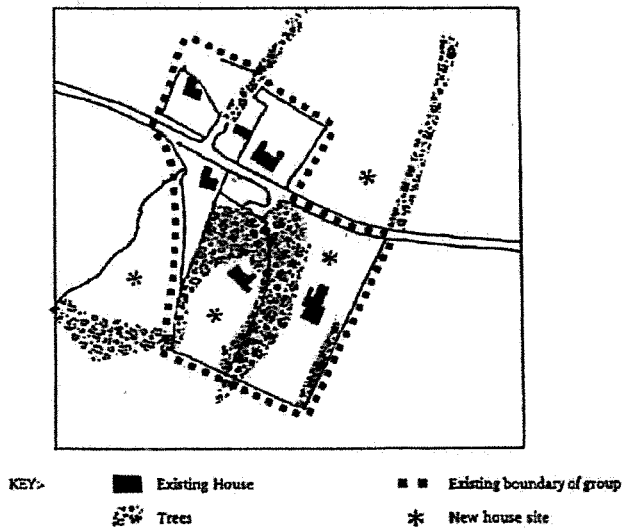 KEY:-
Existing House
Existing boundary of group
Trees
New house site